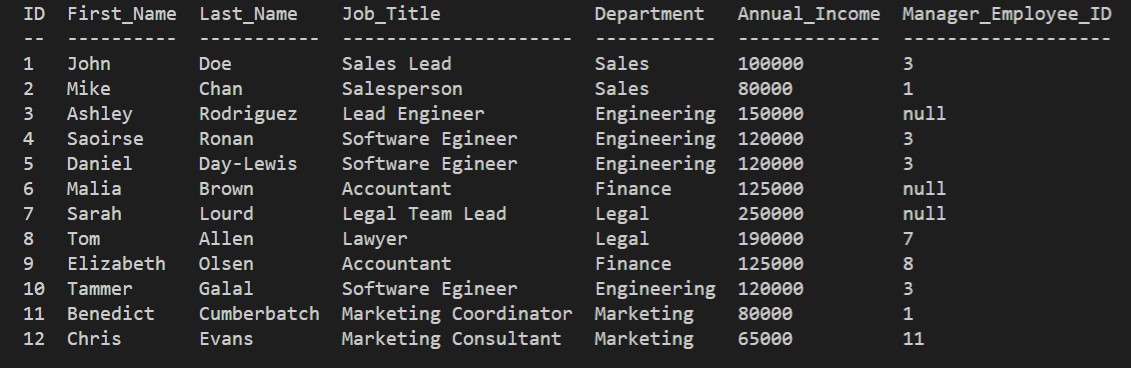 ID  First_Name  Last_Name    Job_Title              Department   Annual_Income  Manager_Employee_ID
--  ----------  -----------  ---------------------  -----------  -------------  -------------------
1   John        Doe          Sales Lead             Sales        100000         3
2   Mike        Chan         Salesperson            Sales        80000          1
3   Ashley      Rodriguez    Lead Engineer          Engineering  150000         null
4   Saoirse     Ronan        Software Egineer       Engineering  120000         3
5   Daniel      Day-Lewis    Software Egineer       Engineering  120000         3
6   Malia       Brown        Accountant             Finance      125000         null
7   Sarah       Lourd        Legal Team Lead        Legal        250000         null
8   Tom         Allen        Lawyer                 Legal        190000         7
9   Elizabeth   Olsen        Accountant             Finance      125000         8
10  Tammer      Galal        Software Egineer       Engineering  120000         3
11  Benedict    Cumberbatch  Marketing Coordinator  Marketing    80000          1
12  Chris       Evans        Marketing Consultant   Marketing    65000          11